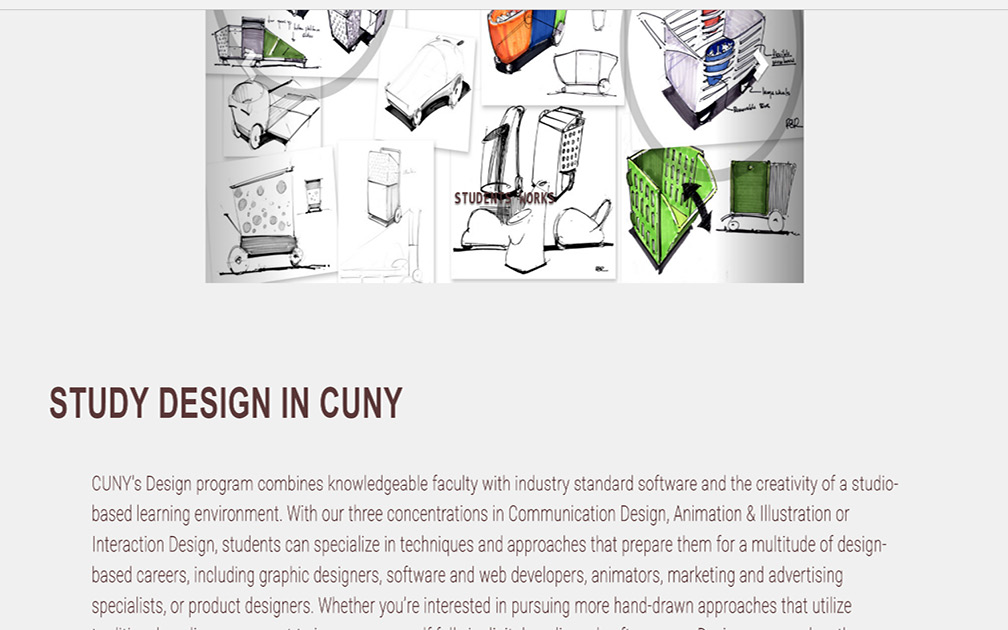 STUDENTS WORKS
STUDY DESIGN IN CUNY
CUNY's Design program combines knowledgeable faculty with industry standard software and the creativity of a studio-
based learning environment. With our three concentrations in Communication Design, Animation & Illustration or
Interaction Design, students can specialize in techniques and approaches that prepare them for a multitude of design-
based careers, including graphic designers, software and web developers, animators, marketing and advertising
specialists, or product designers. Whether you're interested in pursuing more hand-drawn approaches that utilize